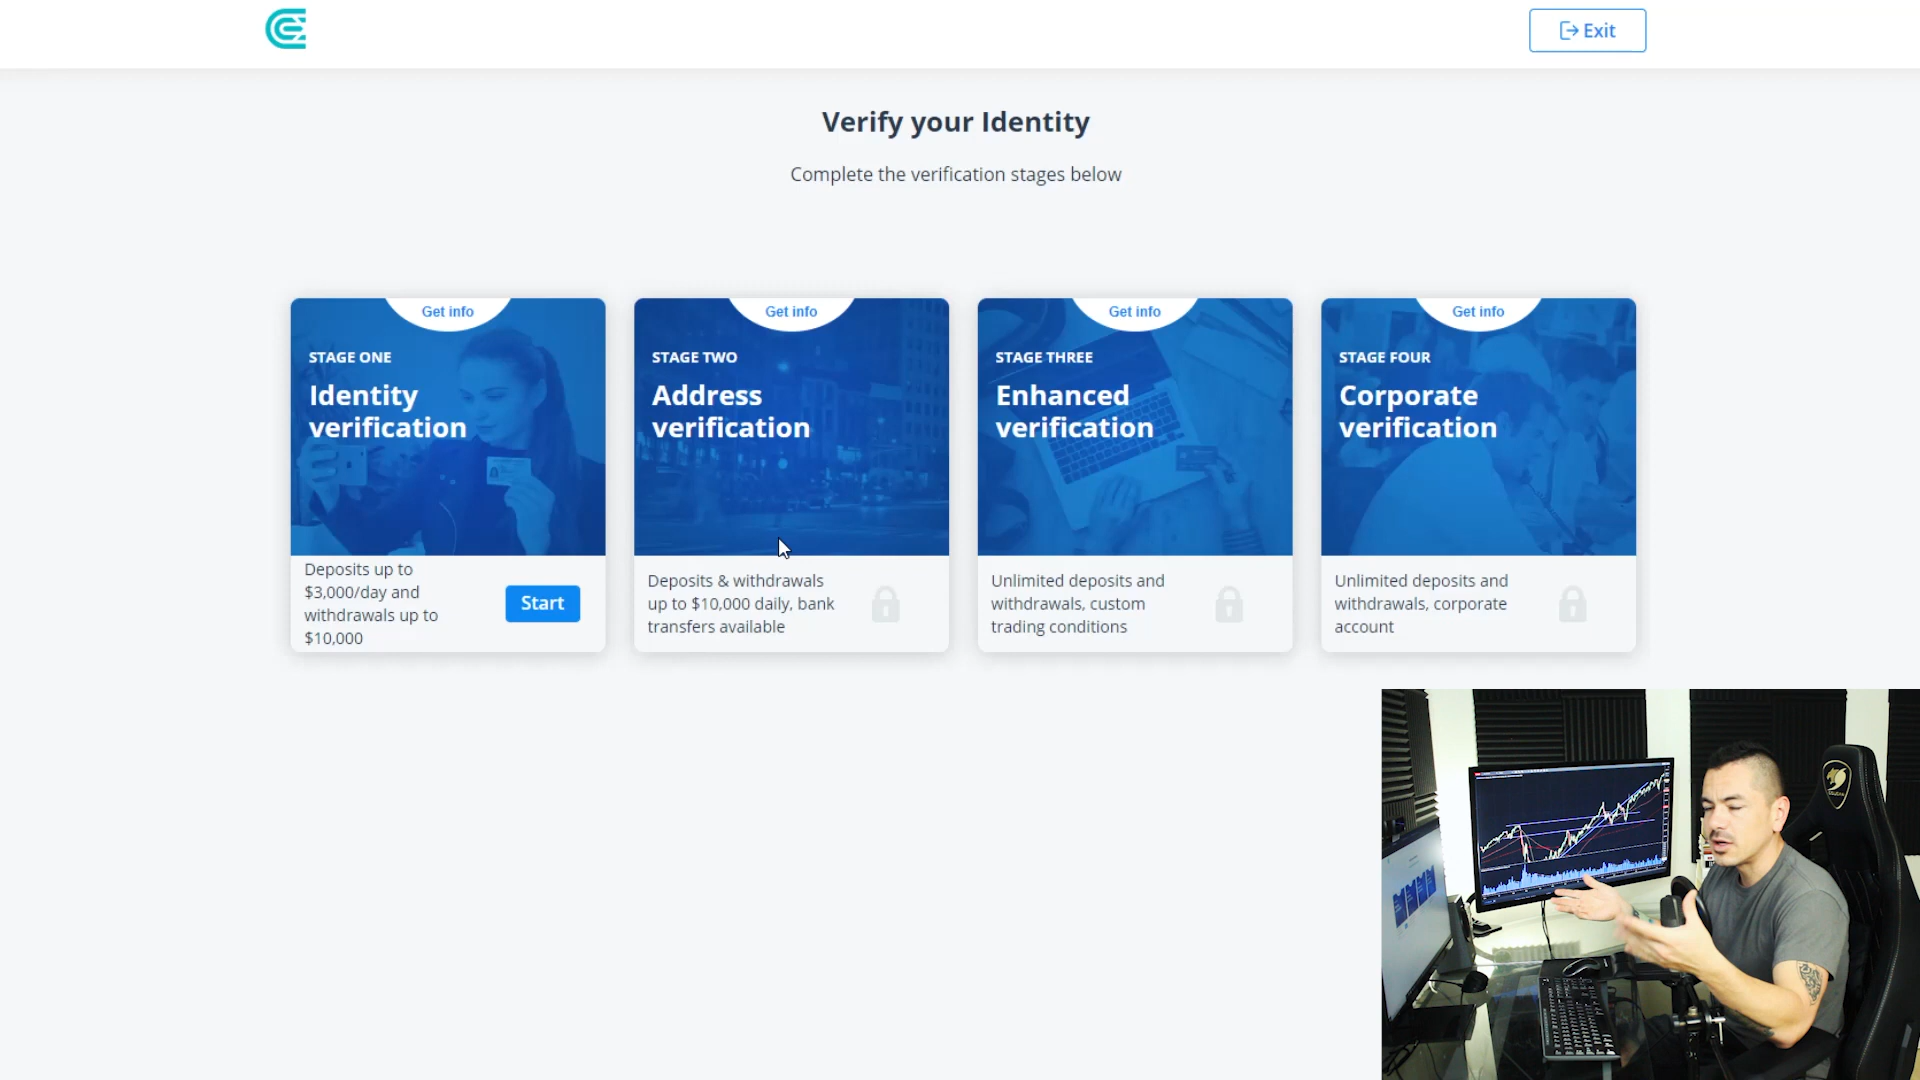 Exit
Verify your Identity
Complete the verification stages below
Get info
STAGE ONE
Identity
verification
Deposits up to
$3,000/day and
withdrawals up to
$10,000
Start
Get info
STAGE TWO
Address
verification
Deposits & withdrawals
up to $10,000 daily, bank
transfers available
Get info
STAGE THREE
Enhanced
verification
Unlimited deposits and
withdrawals, custom
trading conditions
Get info
STAGE FOUR
Corporate
verification
Unlimited deposits and
withdrawals, corporate
account